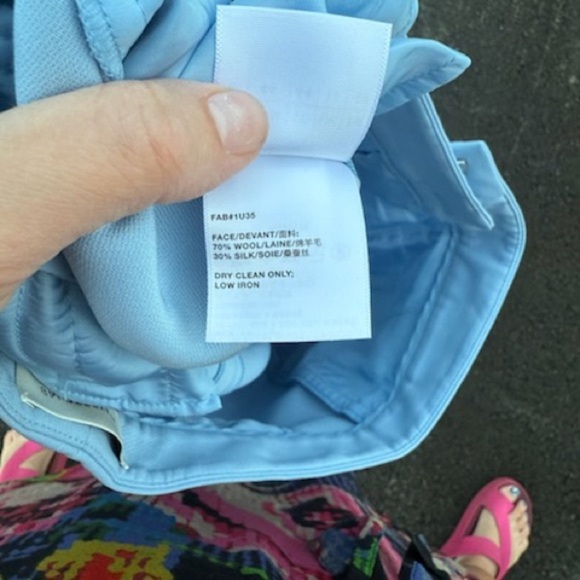 FAB#1U35
FACE/DEVANT/面料:
70% WOOL/LAINE/绵羊毛
30% SILK/SOIE/桑蚕丝
DRY CLEAN ONLY;
LOW IRON